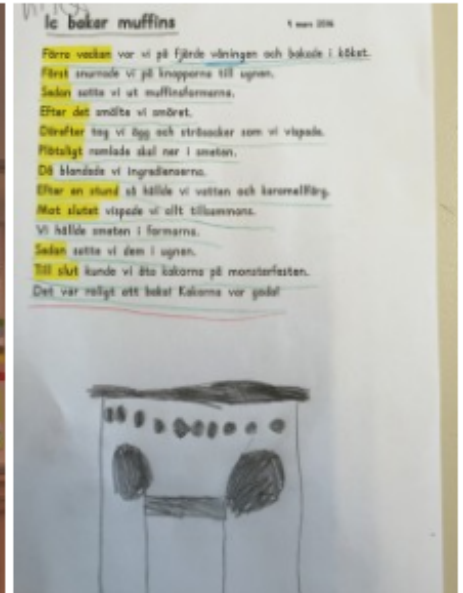 1c bakar muffins
9 mars 2016
Förra veckan var vi på fjärde våningen och bakade i köket.
Först snurrade vi på knopparna till ugnen.
Sedan satte vi ut muffinsformarna.
Efter det smälte vi smöret.
Därefter tog vi ägg och strösocker som vi vispade.
Plötsligt ramlade skal ner i smeten.
Då blandade vi ingredienserna.
Efter en stund så hällde vi vatten och karamellfärg.
Mot slutet vispade vi allt tillsammans.
Vi hällde smeten i formarna.
Sedan satte vi dem i ugnen.
Till slut kunde vi äta kakorna på monsterfesten.
Det var roligt att baka! Kakorna var goda!